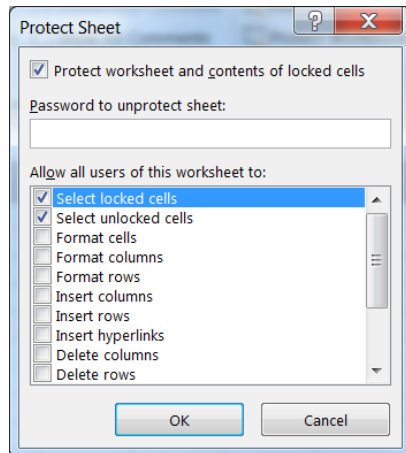 Protect Sheet
Protect worksheet and contents of locked cells
Password to unprotect sheet:
Allow all users of this worksheet to:
Select locked cells
Select unlocked cells
Format cells
Format columns
Format rows
Insert columns
Insert rows
Insert hyperlinks
Delete columns
Delete rows
OK Cancel